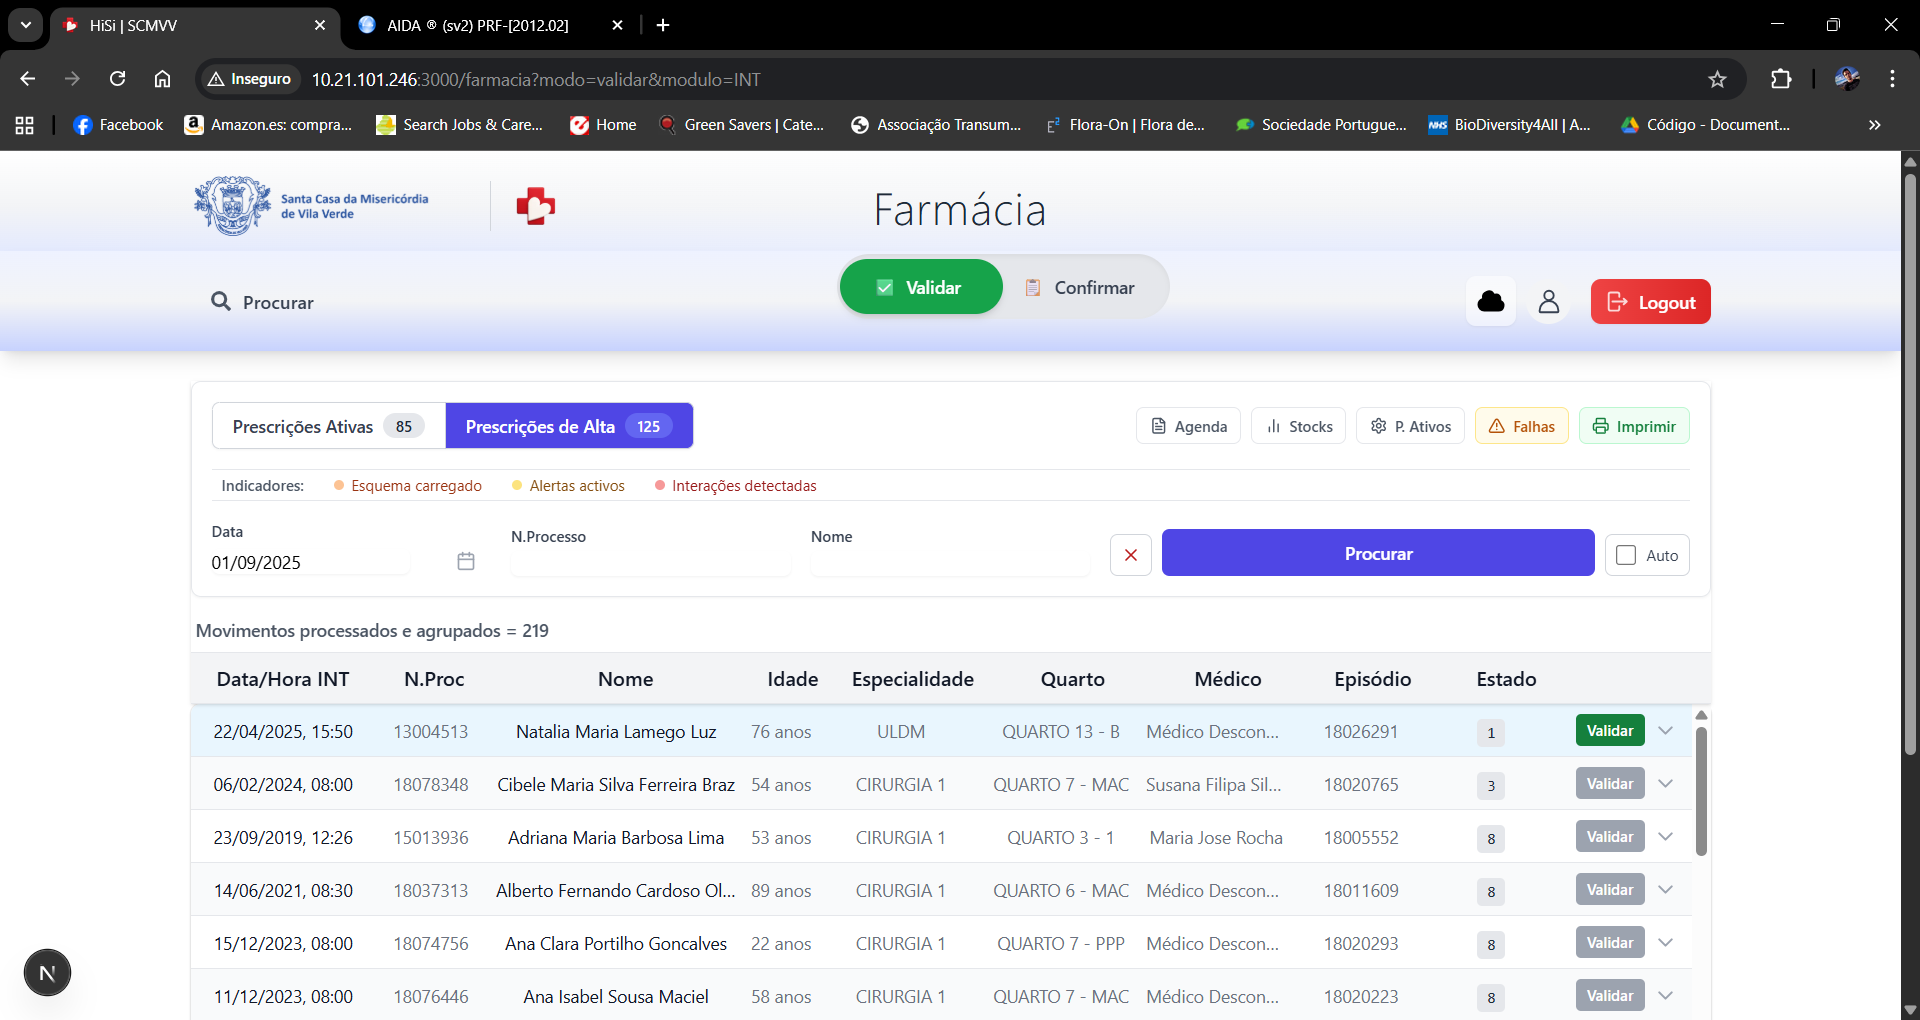 HiSi | SCMVV
AIDA ® (sv2) PRF-[2012.02]
Inseguro
10.21.101.246:3000/farmacia?modo=validar&modulo=INT
Facebook
Amazon.es: compra...
Search Jobs & Care...
Home
Green Savers | Cate...
Associação Transum...
Flora-On | Flora de...
Sociedade Portugue...
BioDiversity4All | A...
Código - Document...
Santa Casa da Misericórdia
de Vila Verde
Farmácia
Procurar
Validar
Confirmar
Logout
Prescrições Ativas 85
Prescrições de Alta 125
Agenda
Stocks
P. Ativos
Falhas
Imprimir
Indicadores: Esquema carregado Alertas activos Interações detectadas
Data
01/09/2025
N.Processo
Nome
Procurar
Auto
Movimentos processados e agrupados = 219
Data/Hora INT N.Proc Nome Idade Especialidade Quarto Médico Episódio Estado
22/04/2025, 15:50 13004513 Natalia Maria Lamego Luz 76 anos ULDM QUARTO 13 - B Médico Descon... 18026291 1 Validar
06/02/2024, 08:00 18078348 Cibele Maria Silva Ferreira Braz 54 anos CIRURGIA 1 QUARTO 7 - MAC Susana Filipa Sil... 18020765 3 Validar
23/09/2019, 12:26 15013936 Adriana Maria Barbosa Lima 53 anos CIRURGIA 1 QUARTO 3 - 1 Maria Jose Rocha 18005552 8 Validar
14/06/2021, 08:30 18037313 Alberto Fernando Cardoso Ol... 89 anos CIRURGIA 1 QUARTO 6 - MAC Médico Descon... 18011609 8 Validar
15/12/2023, 08:00 18074756 Ana Clara Portilho Goncalves 22 anos CIRURGIA 1 QUARTO 7 - PPP Médico Descon... 18020293 8 Validar
11/12/2023, 08:00 18076446 Ana Isabel Sousa Maciel 58 anos CIRURGIA 1 QUARTO 7 - MAC Médico Descon... 18020223 8 Validar
N